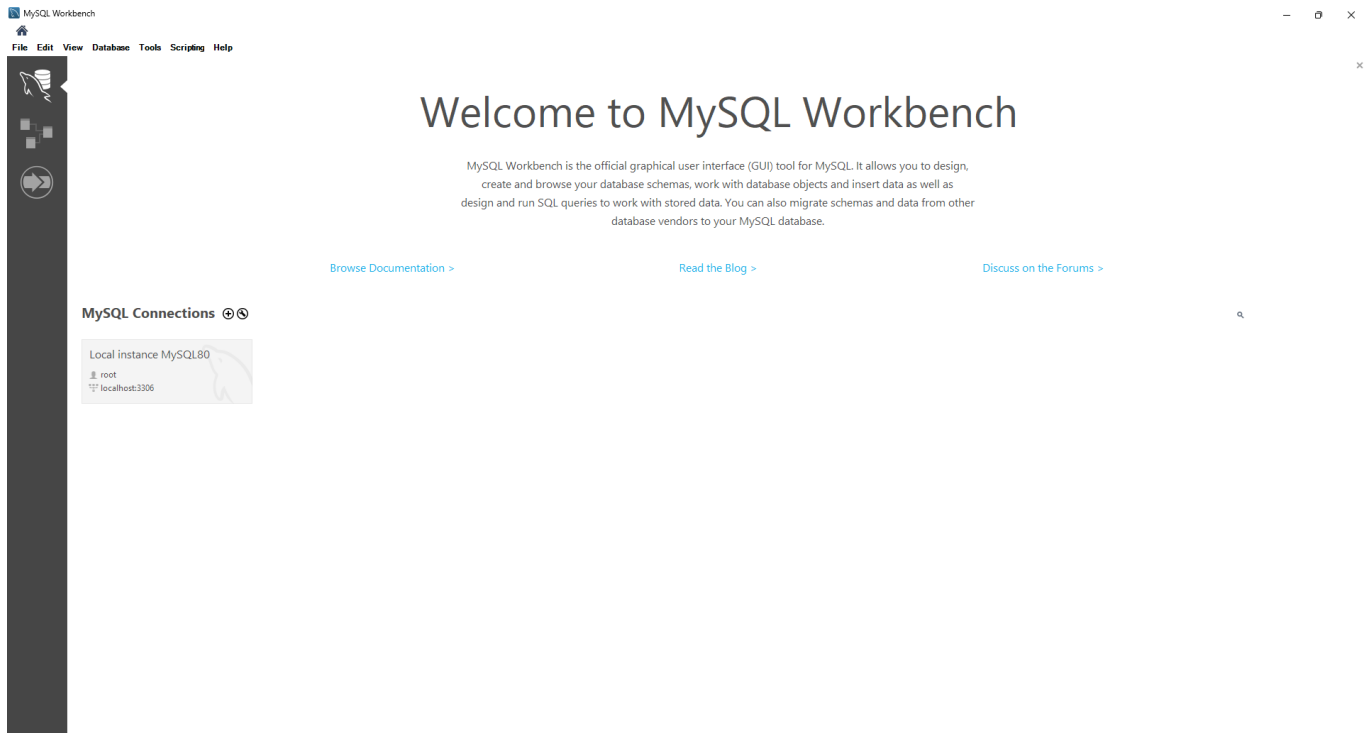 MySQL Workbench
File Edit View Database Tools Scripting Help
Welcome to MySQL Workbench
MySQL Workbench is the official graphical user interface (GUI) tool for MySQL. It allows you to design,
create and browse your database schemas, work with database objects and insert data as well as
design and run SQL queries to work with stored data. You can also migrate schemas and data from other
database vendors to your MySQL database.
Browse Documentation > Read the Blog > Discuss on the Forums >
MySQL Connections
Local instance MySQL80
root
localhost:3306